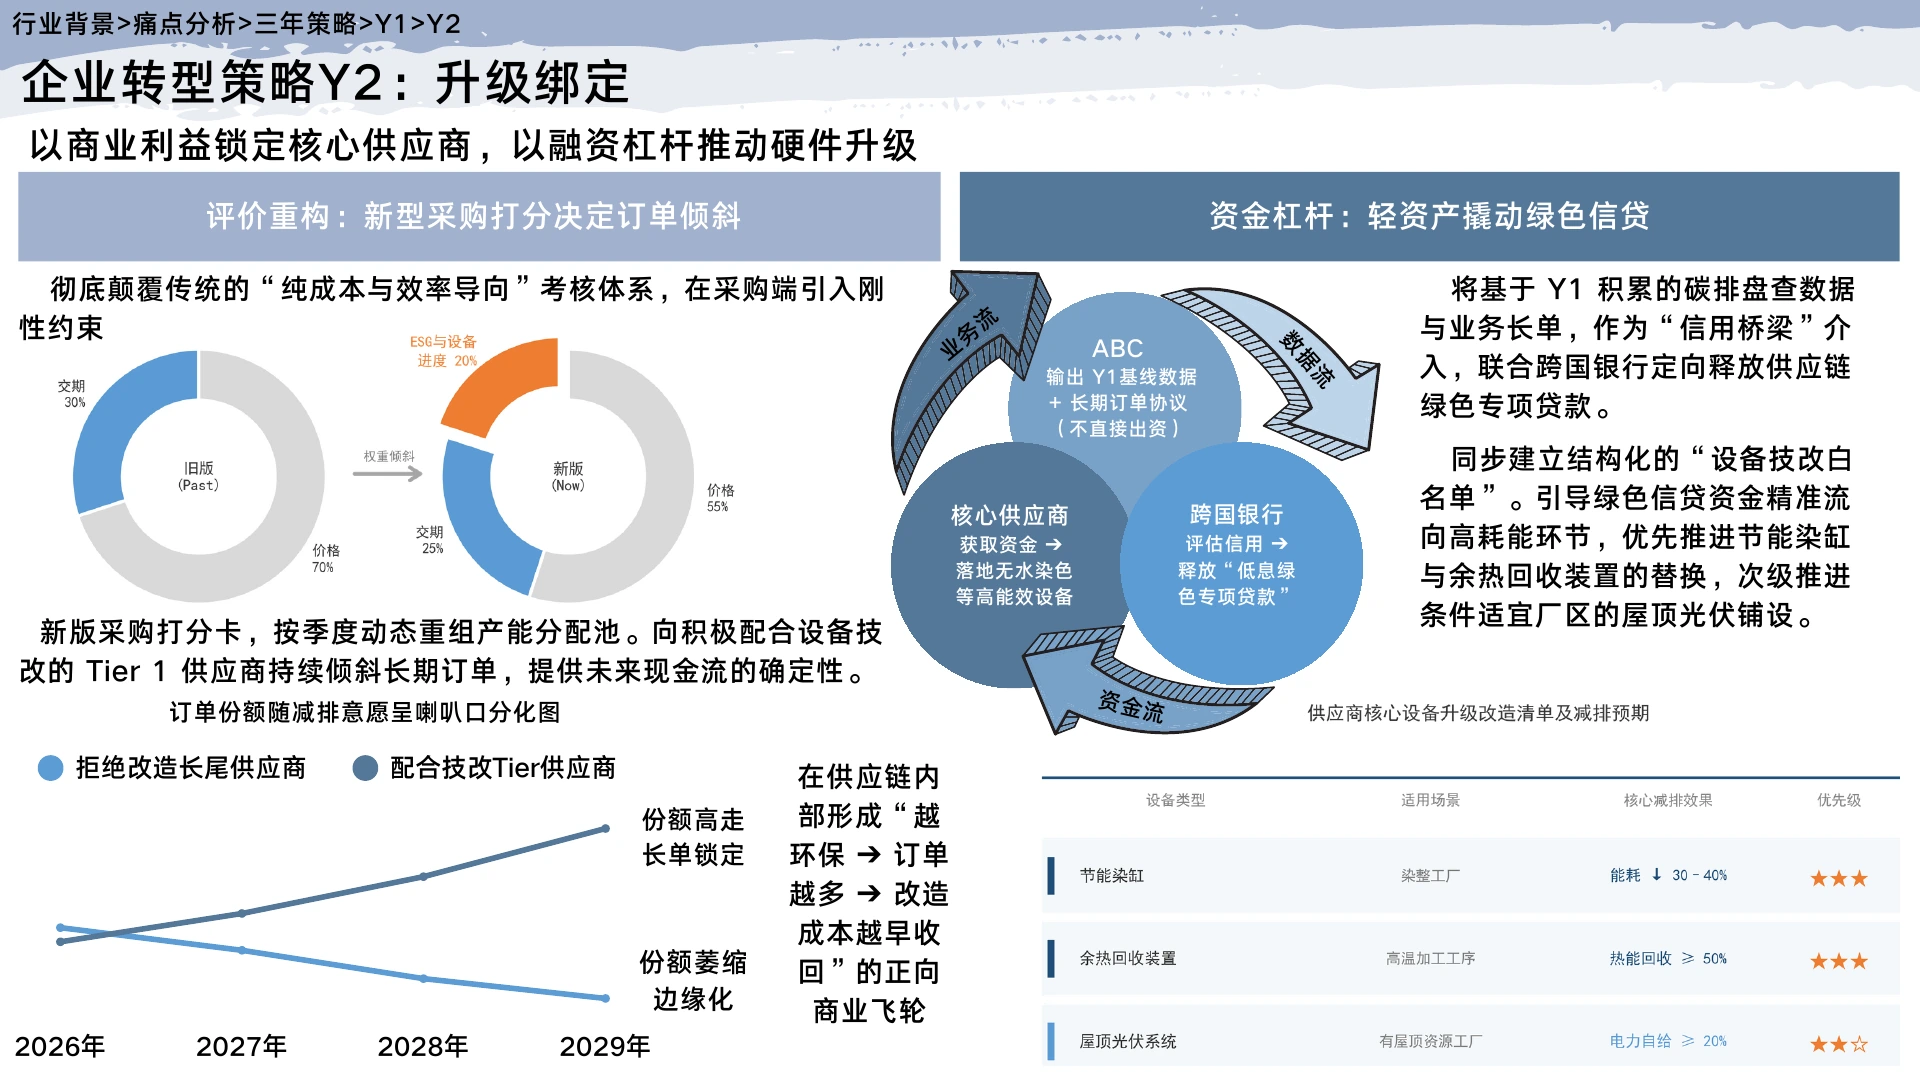 行业背景>痛点分析>三年策略>Y1>Y2
企业转型策略Y2：升级绑定
以商业利益锁定核心供应商，以融资杠杆推动硬件升级
评价重构：新型采购打分决定订单倾斜
彻底颠覆传统的“纯成本与效率导向”考核体系，在采购端引入刚
性约束
交期
30%
旧版
(Past)
价格
70%
权重倾斜
ESG与设备
进度 20%
新版
(Now)
交期
25%
价格
55%
新版采购打分卡，按季度动态重组产能分配池。向积极配合设备技
改的 Tier 1 供应商持续倾斜长期订单，提供未来现金流的确定性。
订单份额随减排意愿呈喇叭口分化图
拒绝改造长尾供应商
配合技改Tier供应商
份额高走
长单锁定
份额萎缩
边缘化
2026年
2027年
2028年
2029年
在供应链内
部形成“越
环保 → 订单
越多 → 改造
成本越早收
回”的正向
商业飞轮
资金杠杆：轻资产撬动绿色信贷
业务流
数据流
资金流
ABC
输出 Y1基线数据
+ 长期订单协议
（不直接出资）
核心供应商
获取资金 →
落地无水染色
等高能效设备
跨国银行
评估信用 →
释放“低息绿
色专项贷款”
将基于 Y1 积累的碳排盘查数据
与业务长单，作为“信用桥梁”介
入，联合跨国银行定向释放供应链
绿色专项贷款。
同步建立结构化的“设备技改白
名单”。引导绿色信贷资金精准流
向高耗能环节，优先推进节能染缸
与余热回收装置的替换，次级推进
条件适宜厂区的屋顶光伏铺设。
供应商核心设备升级改造清单及减排预期
设备类型 适用场景 核心减排效果 优先级
节能染缸 染整工厂 能耗 ↓ 30-40% ★★★
余热回收装置 高温加工工序 热能回收 ≥ 50% ★★★
屋顶光伏系统 有屋顶资源工厂 电力自给 ≥ 20% ★★☆